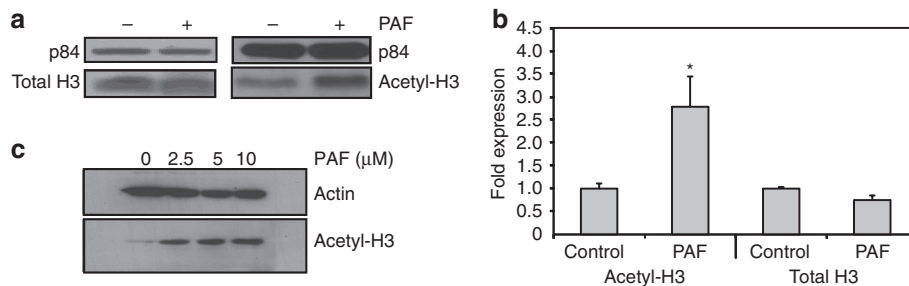 a
– + – + PAF
p84 p84
Total H3 Acetyl-H3
c
0 2.5 5 10 PAF (μM)
Actin
Acetyl-H3
b
Fold expression
4.5
4.0
3.5
3.0
2.5
2.0
1.5
1.0
0.5
0
*
Control PAF Control PAF
Acetyl-H3 Total H3